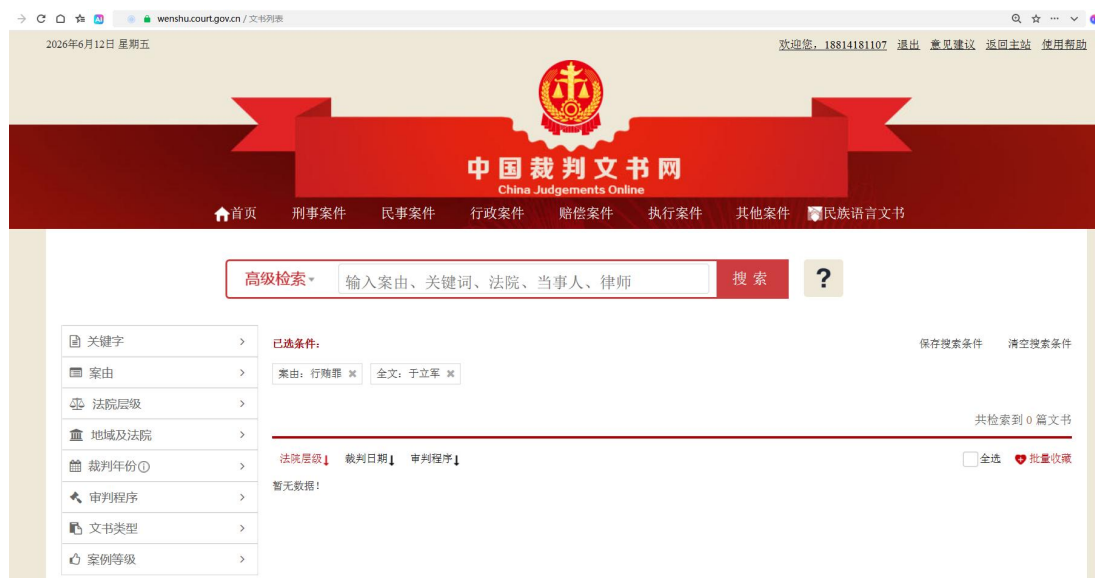 wenshu.court.gov.cn / 文书列表
2026年6月12日 星期五
欢迎您，18814181107 退出 意见建议 返回主站 使用帮助
中国裁判文书网
China Judgements Online
首页 刑事案件 民事案件 行政案件 赔偿案件 执行案件 其他案件 民族语言文书
高级检索 输入案由、关键词、法院、当事人、律师 搜索 ?
关键字
案由
法院层级
地域及法院
裁判年份
审判程序
文书类型
案例等级
已选条件： 保存搜索条件 清空搜索条件
案由：行贿罪 × 全文：于立军 ×
共检索到 0 篇文书
法院层级↓ 裁判日期↓ 审判程序↓ 全选 批量收藏
暂无数据！